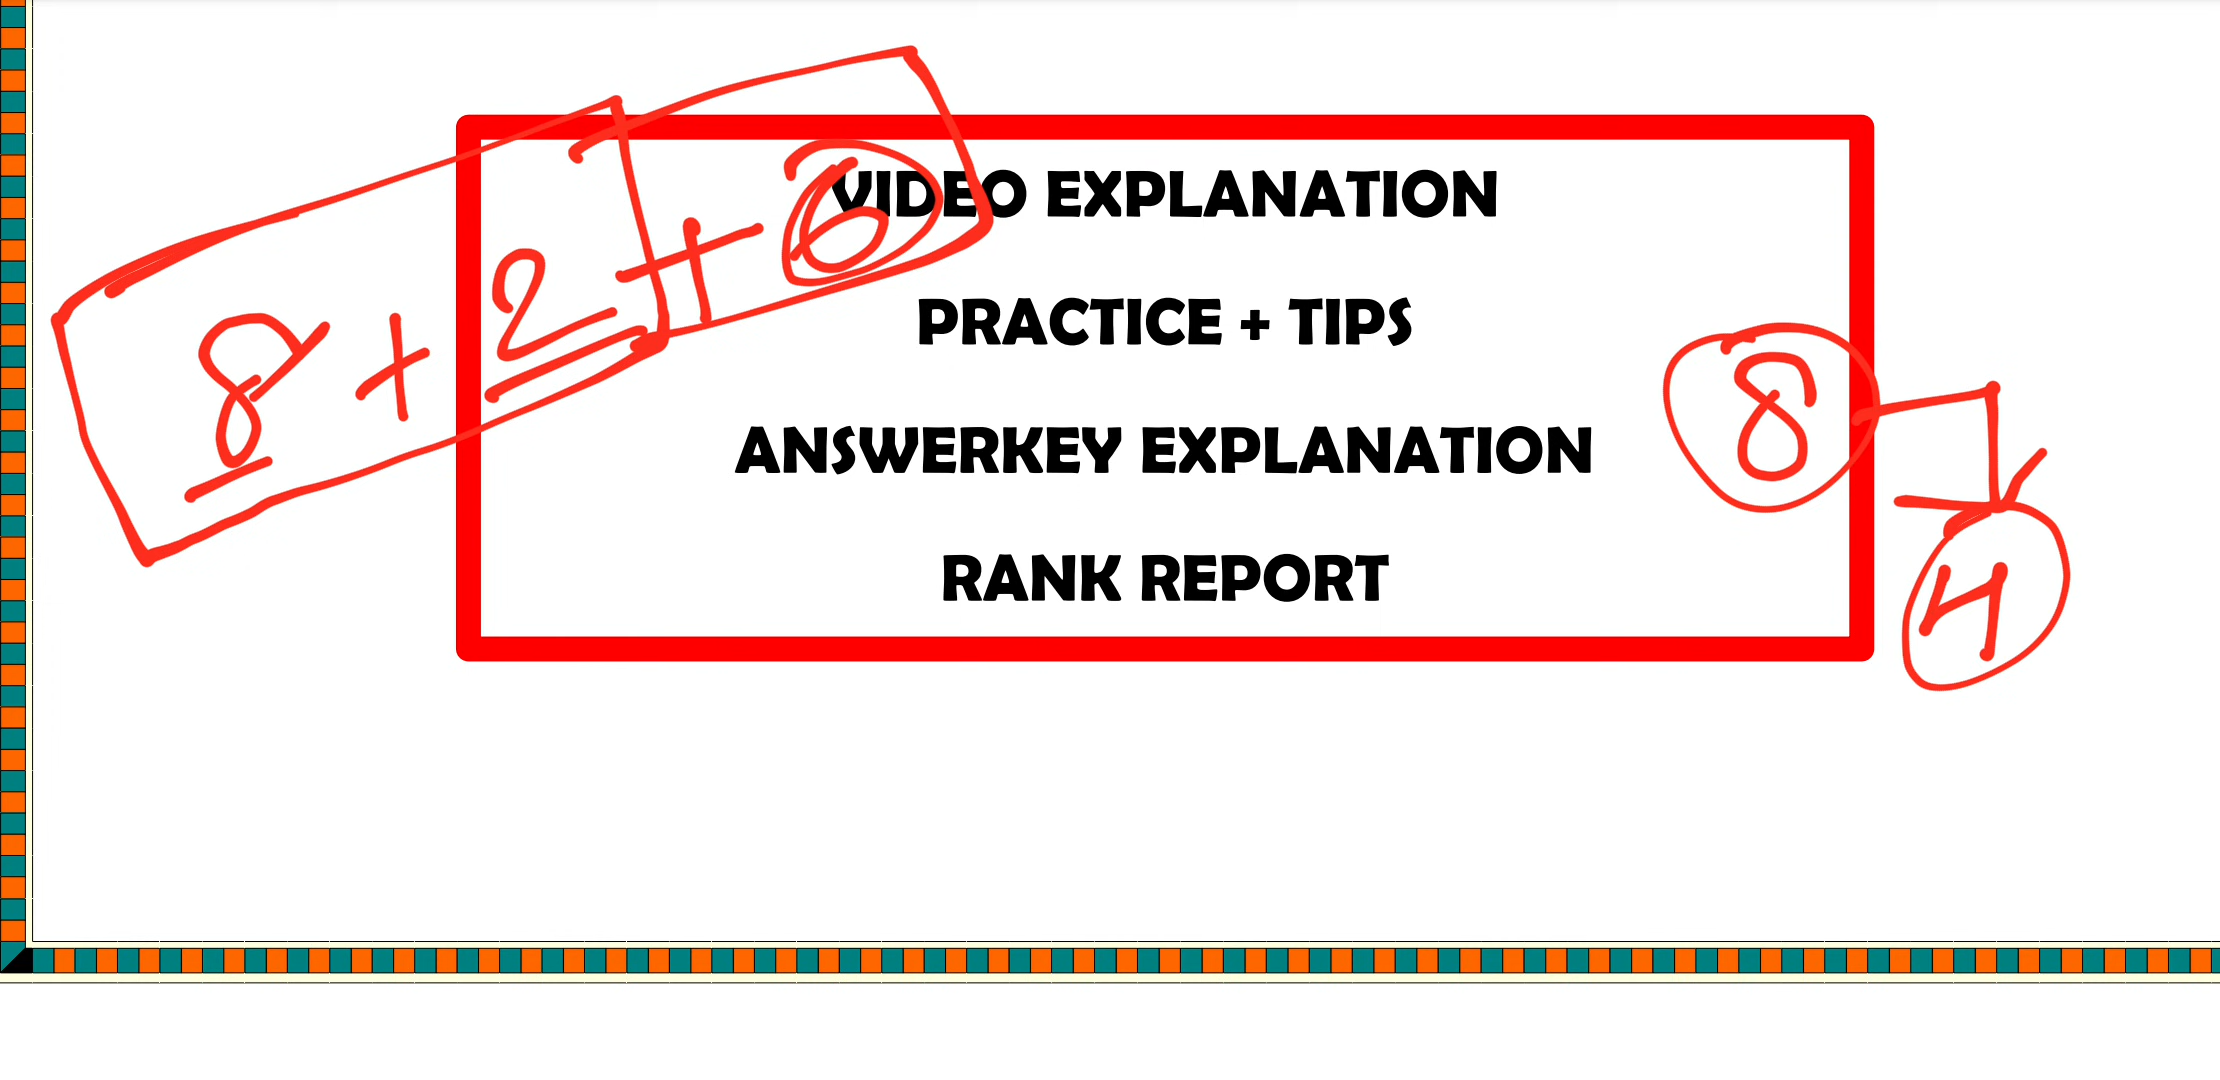 8 + 2 + 6
VIDEO EXPLANATION
PRACTICE + TIPS
8
ANSWERKEY EXPLANATION
4
RANK REPORT